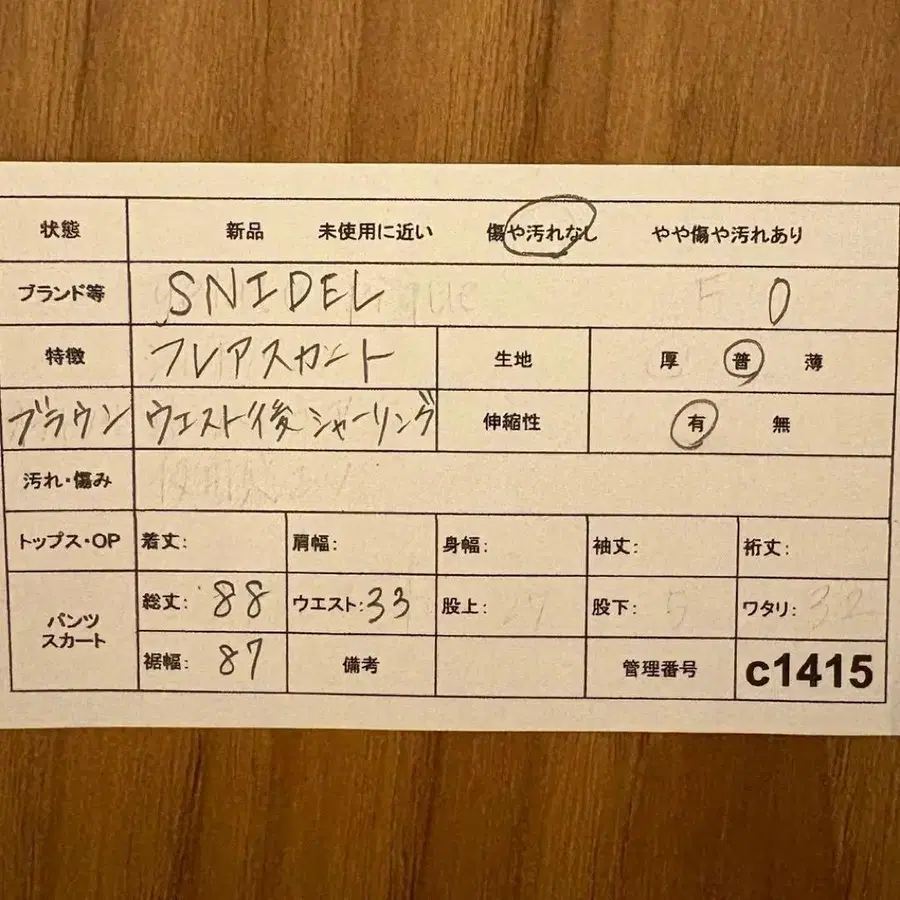 状態 新品 未使用に近い 傷や汚れなし やや傷や汚れあり
ブランド等 SNIDEL 0
特徴 フレアスカート 生地 厚 普 薄
ブラウン ウエスト後シャーリング 伸縮性 有 無
汚れ・傷み
トップス・OP 着丈: 肩幅: 身幅: 袖丈: 裄丈:
パンツ
スカート
総丈: 88 ウエスト: 33 股上: 27 股下: 5 ワタリ: 32
裾幅: 87 備考 管理番号 c1415